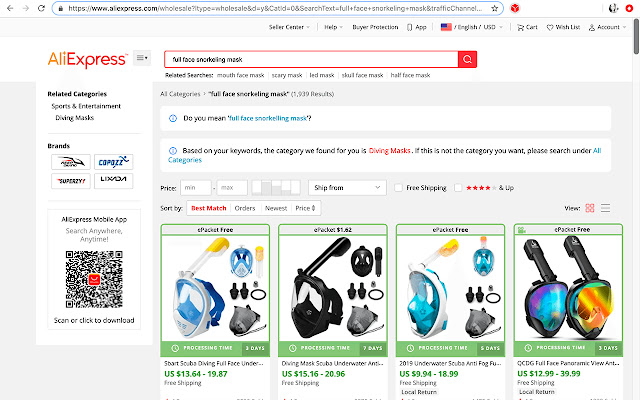 https://www.aliexpress.com/wholesale?ltype=wholesale&d=y&CatId=0&SearchText=full+face+snorkeling+mask&trafficChannel...
Seller Center Help Buyer Protection App / English / USD Cart Wish List Account
AliExpress
full face snorkeling mask
Related Searches: mouth face mask scary mask led mask skull face mask half face mask
Related Categories
Sports & Entertainment
Diving Masks
Brands
COPOZZ
"SUPERZYY"
LIXADA
AliExpress Mobile App
Search Anywhere,
Anytime!
Scan or click to download
All Categories > "full face snorkeling mask" (1,939 Results)
Do you mean 'full face snorkelling mask'?
Based on your keywords, the category we found for you is Diving Masks. If this is not the category you want, please search under All
Categories
Price: min - max Ship from Free Shipping & Up
Sort by: Best Match Orders Newest Price View:
ePacket Free
PROCESSING TIME 3 DAYS
Sbart Scuba Diving Full Face Under...
US $13.64 - 19.87
Free Shipping
ePacket $1.62
PROCESSING TIME 7 DAYS
Diving Mask Scuba Underwater Anti...
US $15.16 - 20.96
Free Shipping
ePacket Free
PROCESSING TIME 5 DAYS
2019 Underwater Scuba Anti Fog Fu...
US $9.94 - 18.99
Free Shipping
Local Return
ePacket Free
PROCESSING TIME 3 DAYS
QCDG Full Face Panoramic View Ant...
US $12.99 - 39.99
Free Shipping
Local Return